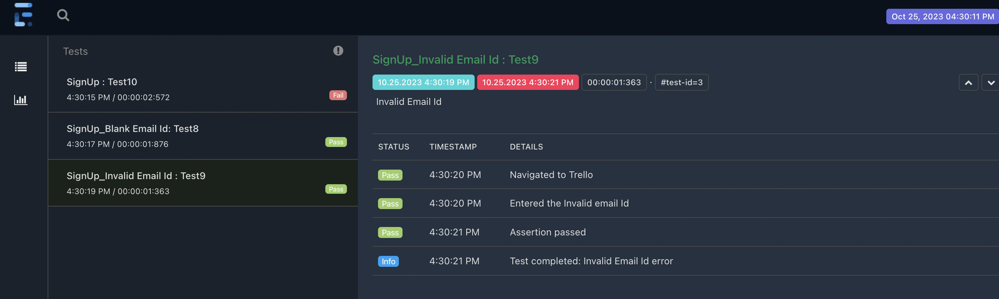 Oct 25, 2023 04:30:11 PM
Tests
SignUp : Test10
4:30:15 PM / 00:00:02:572
Fail
SignUp_Blank Email Id: Test8
4:30:17 PM / 00:00:01:876
Pass
SignUp_Invalid Email Id : Test9
4:30:19 PM / 00:00:01:363
Pass
SignUp_Invalid Email Id : Test9
10.25.2023 4:30:19 PM 10.25.2023 4:30:21 PM 00:00:01:363 · #test-id=3
Invalid Email Id
STATUS TIMESTAMP DETAILS
Pass 4:30:20 PM Navigated to Trello
Pass 4:30:20 PM Entered the Invalid email Id
Pass 4:30:21 PM Assertion passed
Info 4:30:21 PM Test completed: Invalid Email Id error